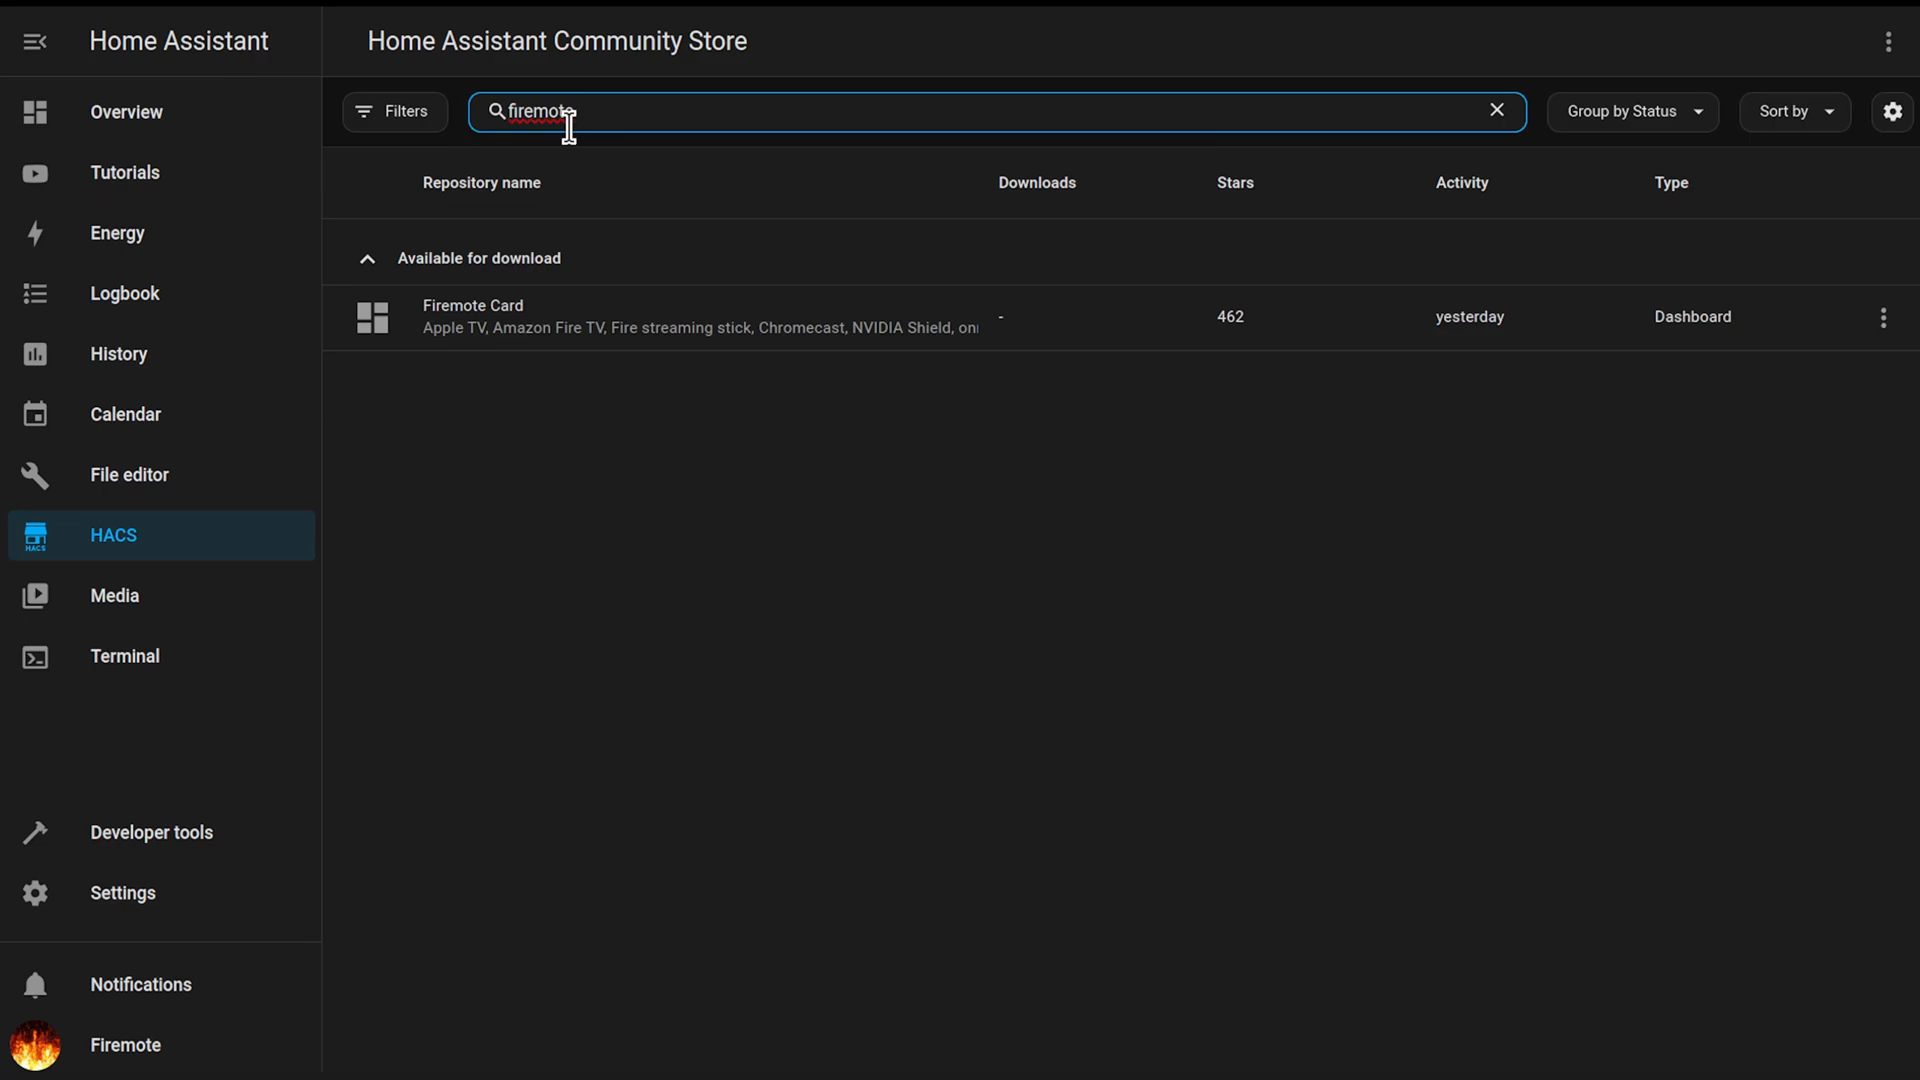 Home Assistant
Home Assistant Community Store
Overview
Tutorials
Energy
Logbook
History
Calendar
File editor
HACS
HACS
Media
Terminal
Developer tools
Settings
Notifications
Firemote
Filters
firemote
Group by Status
Sort by
Repository name Downloads Stars Activity Type
Available for download
Firemote Card
Apple TV, Amazon Fire TV, Fire streaming stick, Chromecast, NVIDIA Shield, on
- 462 yesterday Dashboard